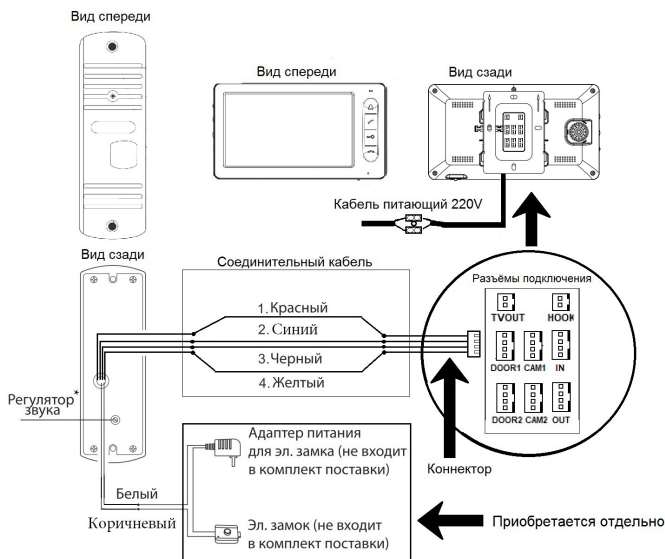 Вид спереди
Вид спереди
Вид сзади
Кабель питающий 220V
Вид сзади
Соединительный кабель
Разъёмы подключения
1. Красный
2. Синий
3. Черный
4. Желтый
TVOUT HOOK
DOOR1 CAM1 IN
DOOR2 CAM2 OUT
Регулятор*
звука
Коннектор
Адаптер питания
для эл. замка (не входит
в комплект поставки)
Белый
Коричневый
Эл. замок (не входит
в комплект поставки)
Приобретается отдельно